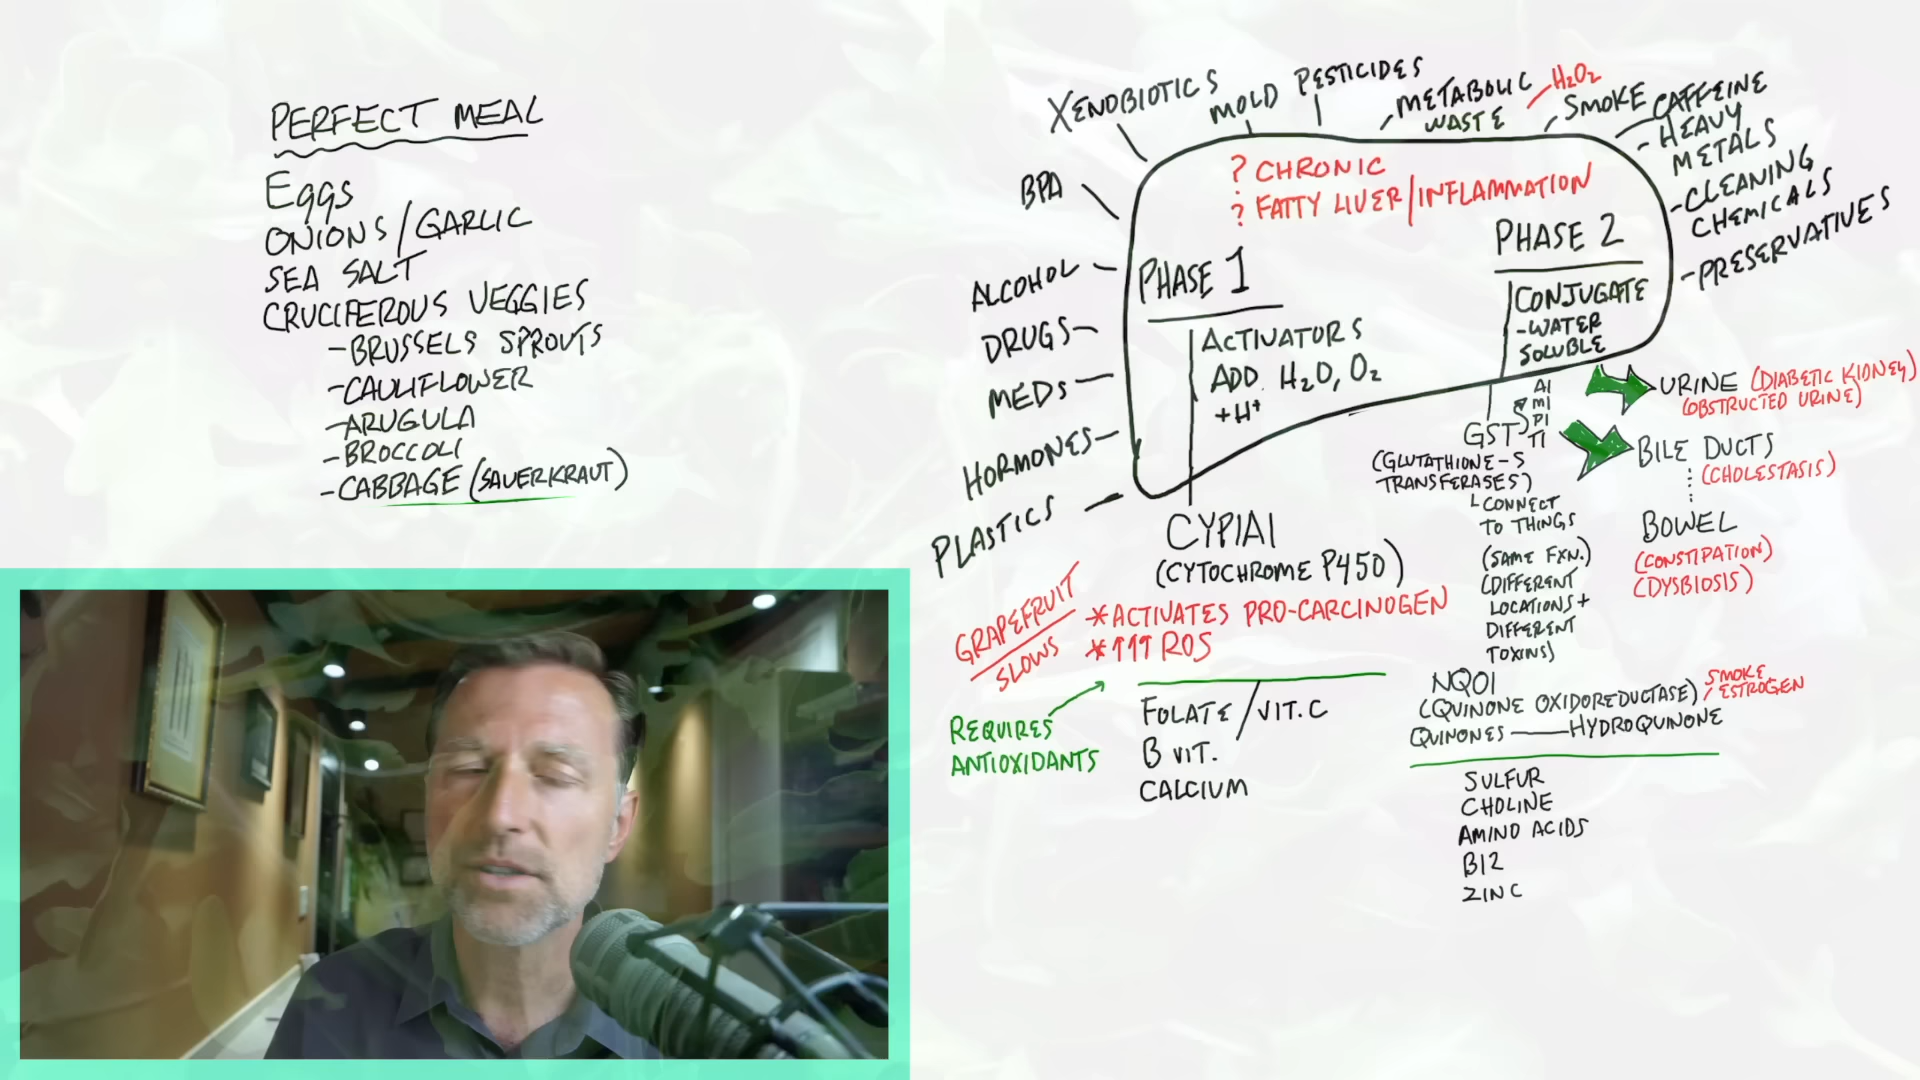 PERFECT MEAL
Eggs
ONIONS/GARLIC
SEA SALT
CRUCIFEROUS VEGGIES
-BRUSSELS SPROUTS
-CAULIFLOWER
-ARUGULA
-BROCCOLI
-CABBAGE (SAUERKRAUT)
XENOBIOTICS
MOLD
PESTICIDES
METABOLIC
WASTE
H2O2
SMOKE
CAFFEINE
-HEAVY
METALS
-CLEANING
CHEMICALS
-PRESERVATIVES
BPA
ALCOHOL
DRUGS
MEDS
HORMONES
PLASTICS
? CHRONIC
? FATTY LIVER/INFLAMMATION
PHASE 1
ACTIVATORS
ADD H2O, O2
+H+
PHASE 2
CONJUGATE
-WATER
SOLUBLE
URINE (DIABETIC KIDNEY)
(OBSTRUCTED URINE)
BILE DUCTS
(CHOLESTASIS)
BOWEL
(CONSTIPATION)
(DYSBIOSIS)
A1
M1
P1
T1
GST
(GLUTATHIONE-S
TRANSFERASES)
CONNECT
TO THINGS
(SAME FXN.)
(DIFFERENT
LOCATIONS +
DIFFERENT
TOXINS)
NQO1
(QUINONE OXIDOREDUCTASE)
SMOKE
ESTROGEN
QUINONES — HYDROQUINONE
SULFUR
CHOLINE
AMINO ACIDS
B12
ZINC
CYP1A1
(CYTOCHROME P450)
GRAPEFRUIT
SLOWS
*ACTIVATES PRO-CARCINOGEN
*↑↑↑ ROS
REQUIRES
ANTIOXIDANTS
FOLATE/VIT. C
B VIT.
CALCIUM